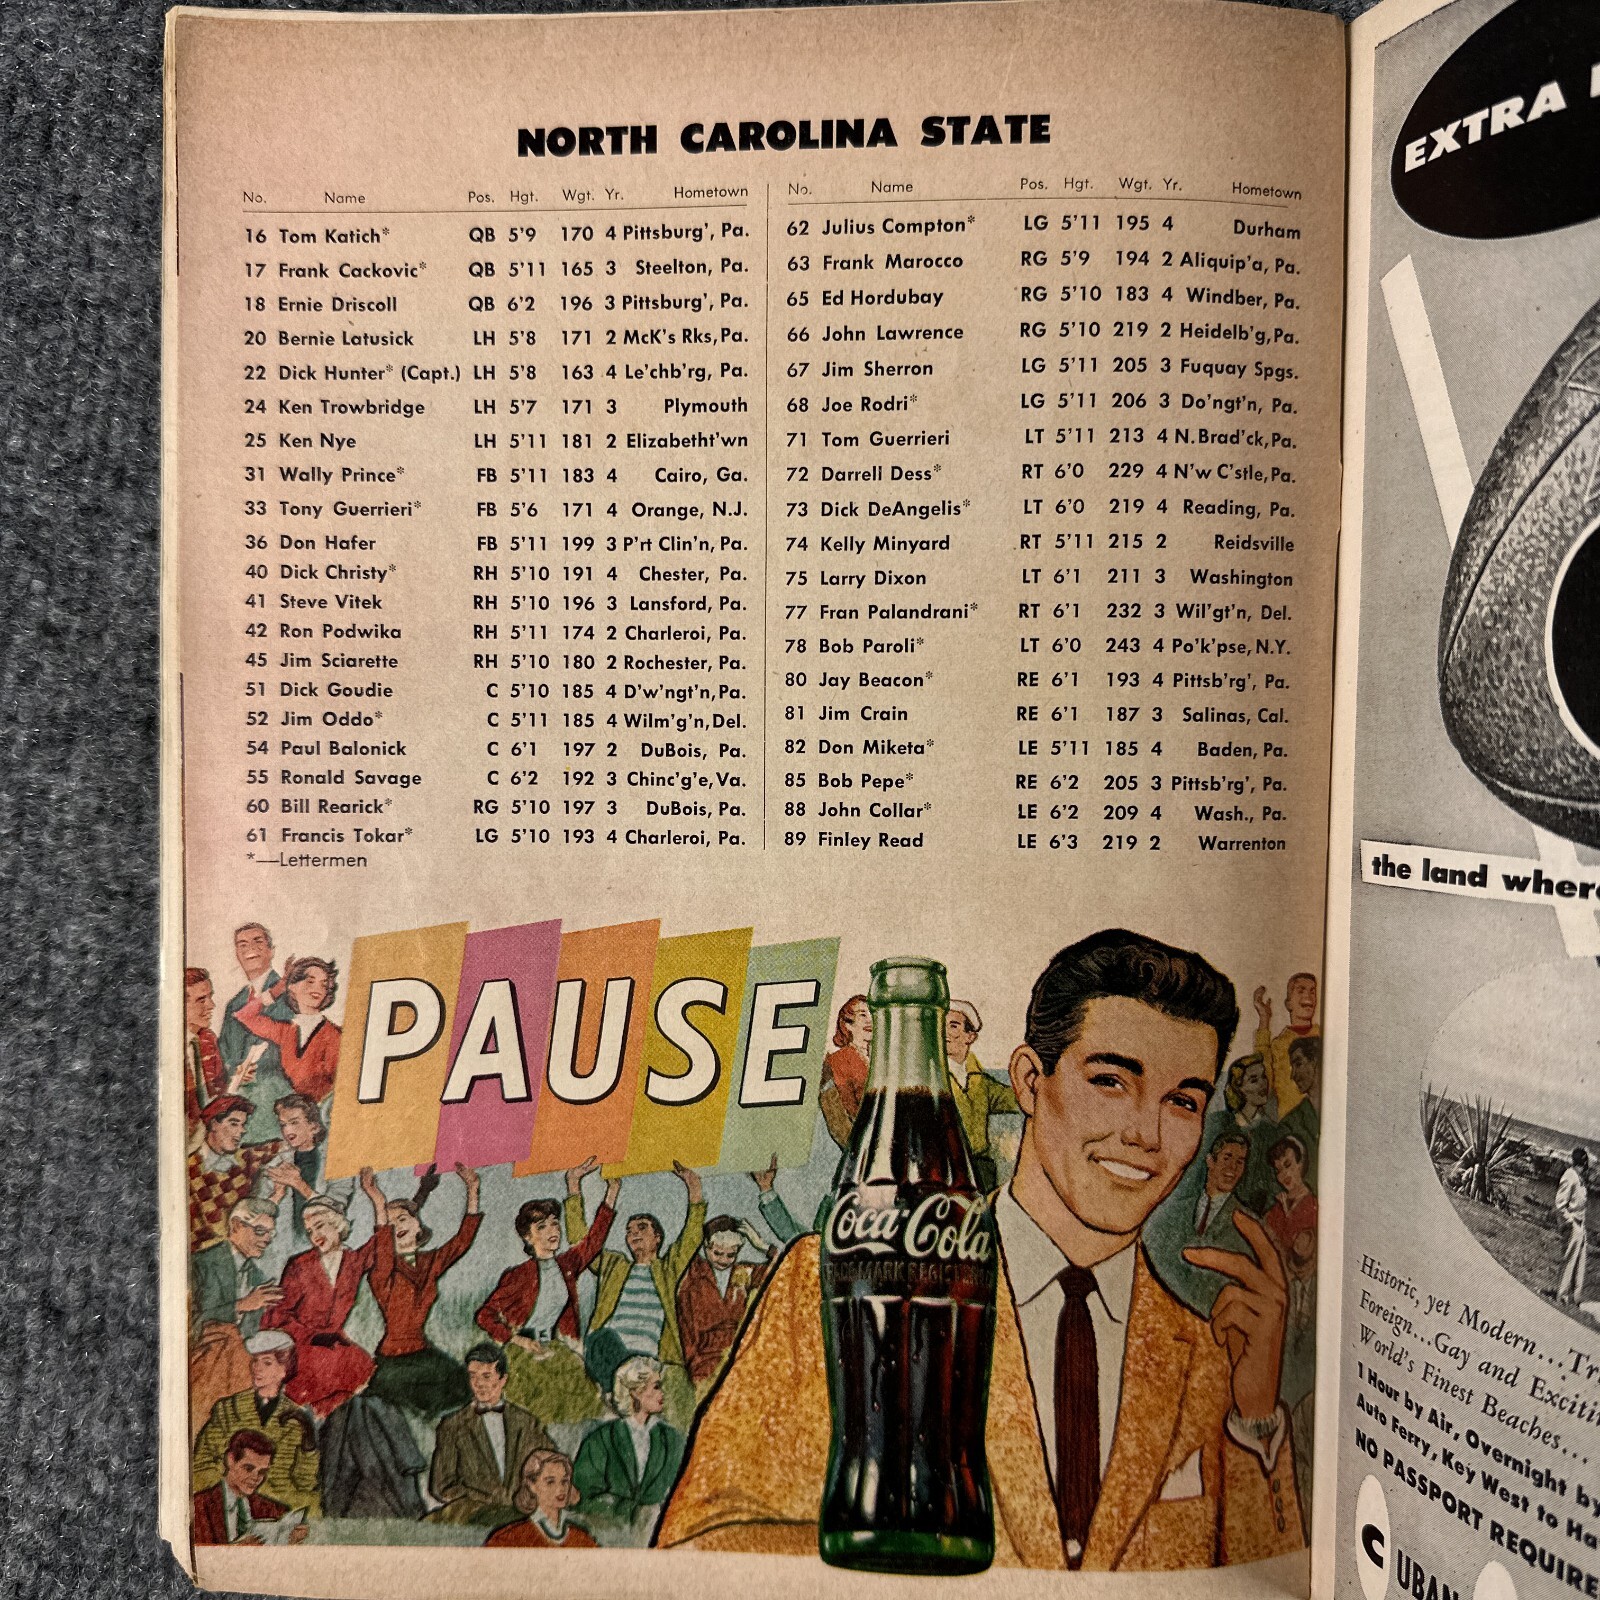 NORTH CAROLINA STATE
No. Name Pos. Hgt. Wgt. Yr. Hometown
16 Tom Katich* QB 5'9 170 4 Pittsburg', Pa.
17 Frank Cackovic* QB 5'11 165 3 Steelton, Pa.
18 Ernie Driscoll QB 6'2 196 3 Pittsburg', Pa.
20 Bernie Latusick LH 5'8 171 2 McK's Rks, Pa.
22 Dick Hunter* (Capt.) LH 5'8 163 4 Le'chb'rg, Pa.
24 Ken Trowbridge LH 5'7 171 3 Plymouth
25 Ken Nye LH 5'11 181 2 Elizabetht'wn
31 Wally Prince* FB 5'11 183 4 Cairo, Ga.
33 Tony Guerrieri* FB 5'6 171 4 Orange, N.J.
36 Don Hafer FB 5'11 199 3 P'rt Clin'n, Pa.
40 Dick Christy* RH 5'10 191 4 Chester, Pa.
41 Steve Vitek RH 5'10 196 3 Lansford, Pa.
42 Ron Podwika RH 5'11 174 2 Charleroi, Pa.
45 Jim Sciarette RH 5'10 180 2 Rochester, Pa.
51 Dick Goudie C 5'10 185 4 D'w'ngt'n, Pa.
52 Jim Oddo* C 5'11 185 4 Wilm'g'n, Del.
54 Paul Balonick C 6'1 197 2 DuBois, Pa.
55 Ronald Savage C 6'2 192 3 Chinc'g'e, Va.
60 Bill Rearick* RG 5'10 197 3 DuBois, Pa.
61 Francis Tokar* LG 5'10 193 4 Charleroi, Pa.
*—Lettermen
No. Name Pos. Hgt. Wgt. Yr. Hometown
62 Julius Compton* LG 5'11 195 4 Durham
63 Frank Marocco RG 5'9 194 2 Aliquip'a, Pa.
65 Ed Hordubay RG 5'10 183 4 Windber, Pa.
66 John Lawrence RG 5'10 219 2 Heidelb'g, Pa.
67 Jim Sherron LG 5'11 205 3 Fuquay Spgs.
68 Joe Rodri* LG 5'11 206 3 Do'ngt'n, Pa.
71 Tom Guerrieri LT 5'11 213 4 N. Brad'ck, Pa.
72 Darrell Dess* RT 6'0 229 4 N'w C'stle, Pa.
73 Dick DeAngelis* LT 6'0 219 4 Reading, Pa.
74 Kelly Minyard RT 5'11 215 2 Reidsville
75 Larry Dixon LT 6'1 211 3 Washington
77 Fran Palandrani* RT 6'1 232 3 Wil'gt'n, Del.
78 Bob Paroli* LT 6'0 243 4 Po'k'pse, N.Y.
80 Jay Beacon* RE 6'1 193 4 Pittsb'rg', Pa.
81 Jim Crain RE 6'1 187 3 Salinas, Cal.
82 Don Miketa* LE 5'11 185 4 Baden, Pa.
85 Bob Pepe* RE 6'2 205 3 Pittsb'rg', Pa.
88 John Collar* LE 6'2 209 4 Wash., Pa.
89 Finley Read LE 6'3 219 2 Warrenton
PAUSE
Coca-Cola
TRADEMARK REGISTERED
EXTRA
the land where
Historic, yet Modern...
Foreign...Gay and
World's Finest Beaches...
1 Hour by Air, Overnight by
Auto Ferry, Key West to
NO PASSPORT
CUBAN